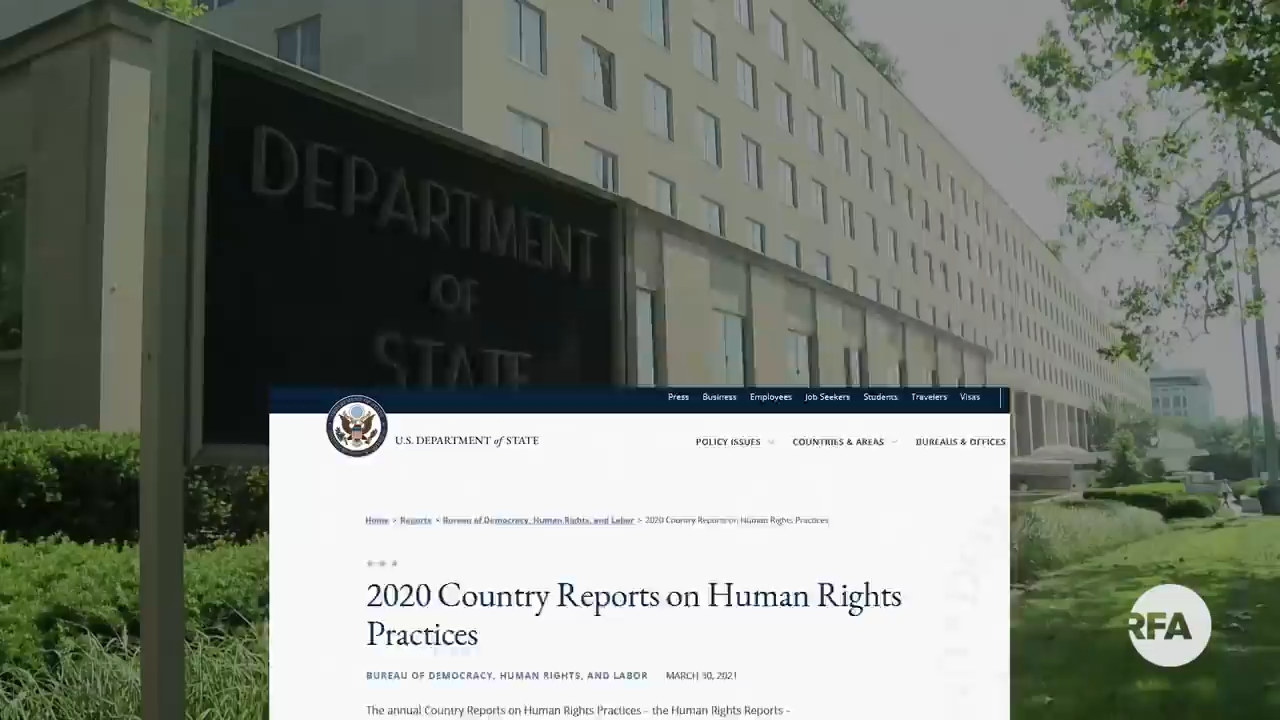 DEPARTMENT
OF
STATE
Press Business Employees Job Seekers Students Travelers Visas
U.S. DEPARTMENT of STATE
POLICY ISSUES COUNTRIES & AREAS BUREAUS & OFFICES
Home > Reports > Bureau of Democracy, Human Rights, and Labor > 2020 Country Reports on Human Rights Practices
2020 Country Reports on Human Rights
Practices
BUREAU OF DEMOCRACY, HUMAN RIGHTS, AND LABOR MARCH 30, 2021
The annual Country Reports on Human Rights Practices – the Human Rights Reports –
RFA